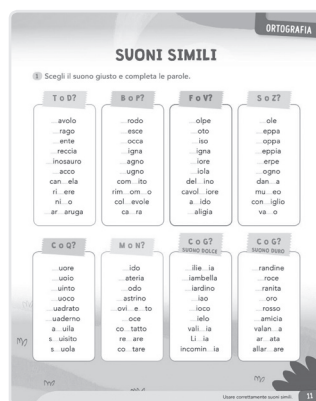 ORTOGRAFIA
SUONI SIMILI
1 Scegli il suono giusto e completa le parole.
T o D?
...avolo
...rago
...ente
...reccia
...inosauro
...acco
can...ela
ri...ere
ni...o
ar...aruga
B o P?
...rodo
...esce
...occa
...igna
...agno
...ugno
com...ito
rim...om...o
col...evole
ca...ra
F o V?
...olpe
...oto
...iso
...igna
...iore
...iola
del...ino
cavol...iore
a...ido
...aligia
S o Z?
...ole
...eppa
...oppa
...eppia
...erpe
...ogno
dan...a
mu...eo
con...iglio
va...o
C o Q?
...uore
...uoio
...uinto
...uoco
...uadrato
...uaderno
a...uila
s...uisito
s...uola
M o N?
...ido
...ateria
...odo
...astrino
...ovi...e...to
...oce
co...tatto
re...are
co...tare
C o G?
SUONO DOLCE
...ilie...ia
...iambella
...iardino
...iao
...ioco
...ielo
vali...ia
Li...ia
incomin...ia
C o G?
SUONO DURO
...randine
...roce
...ranita
...oro
...rosso
...amicia
valan...a
ar...ata
allar...are
Usare correttamente suoni simili.
11